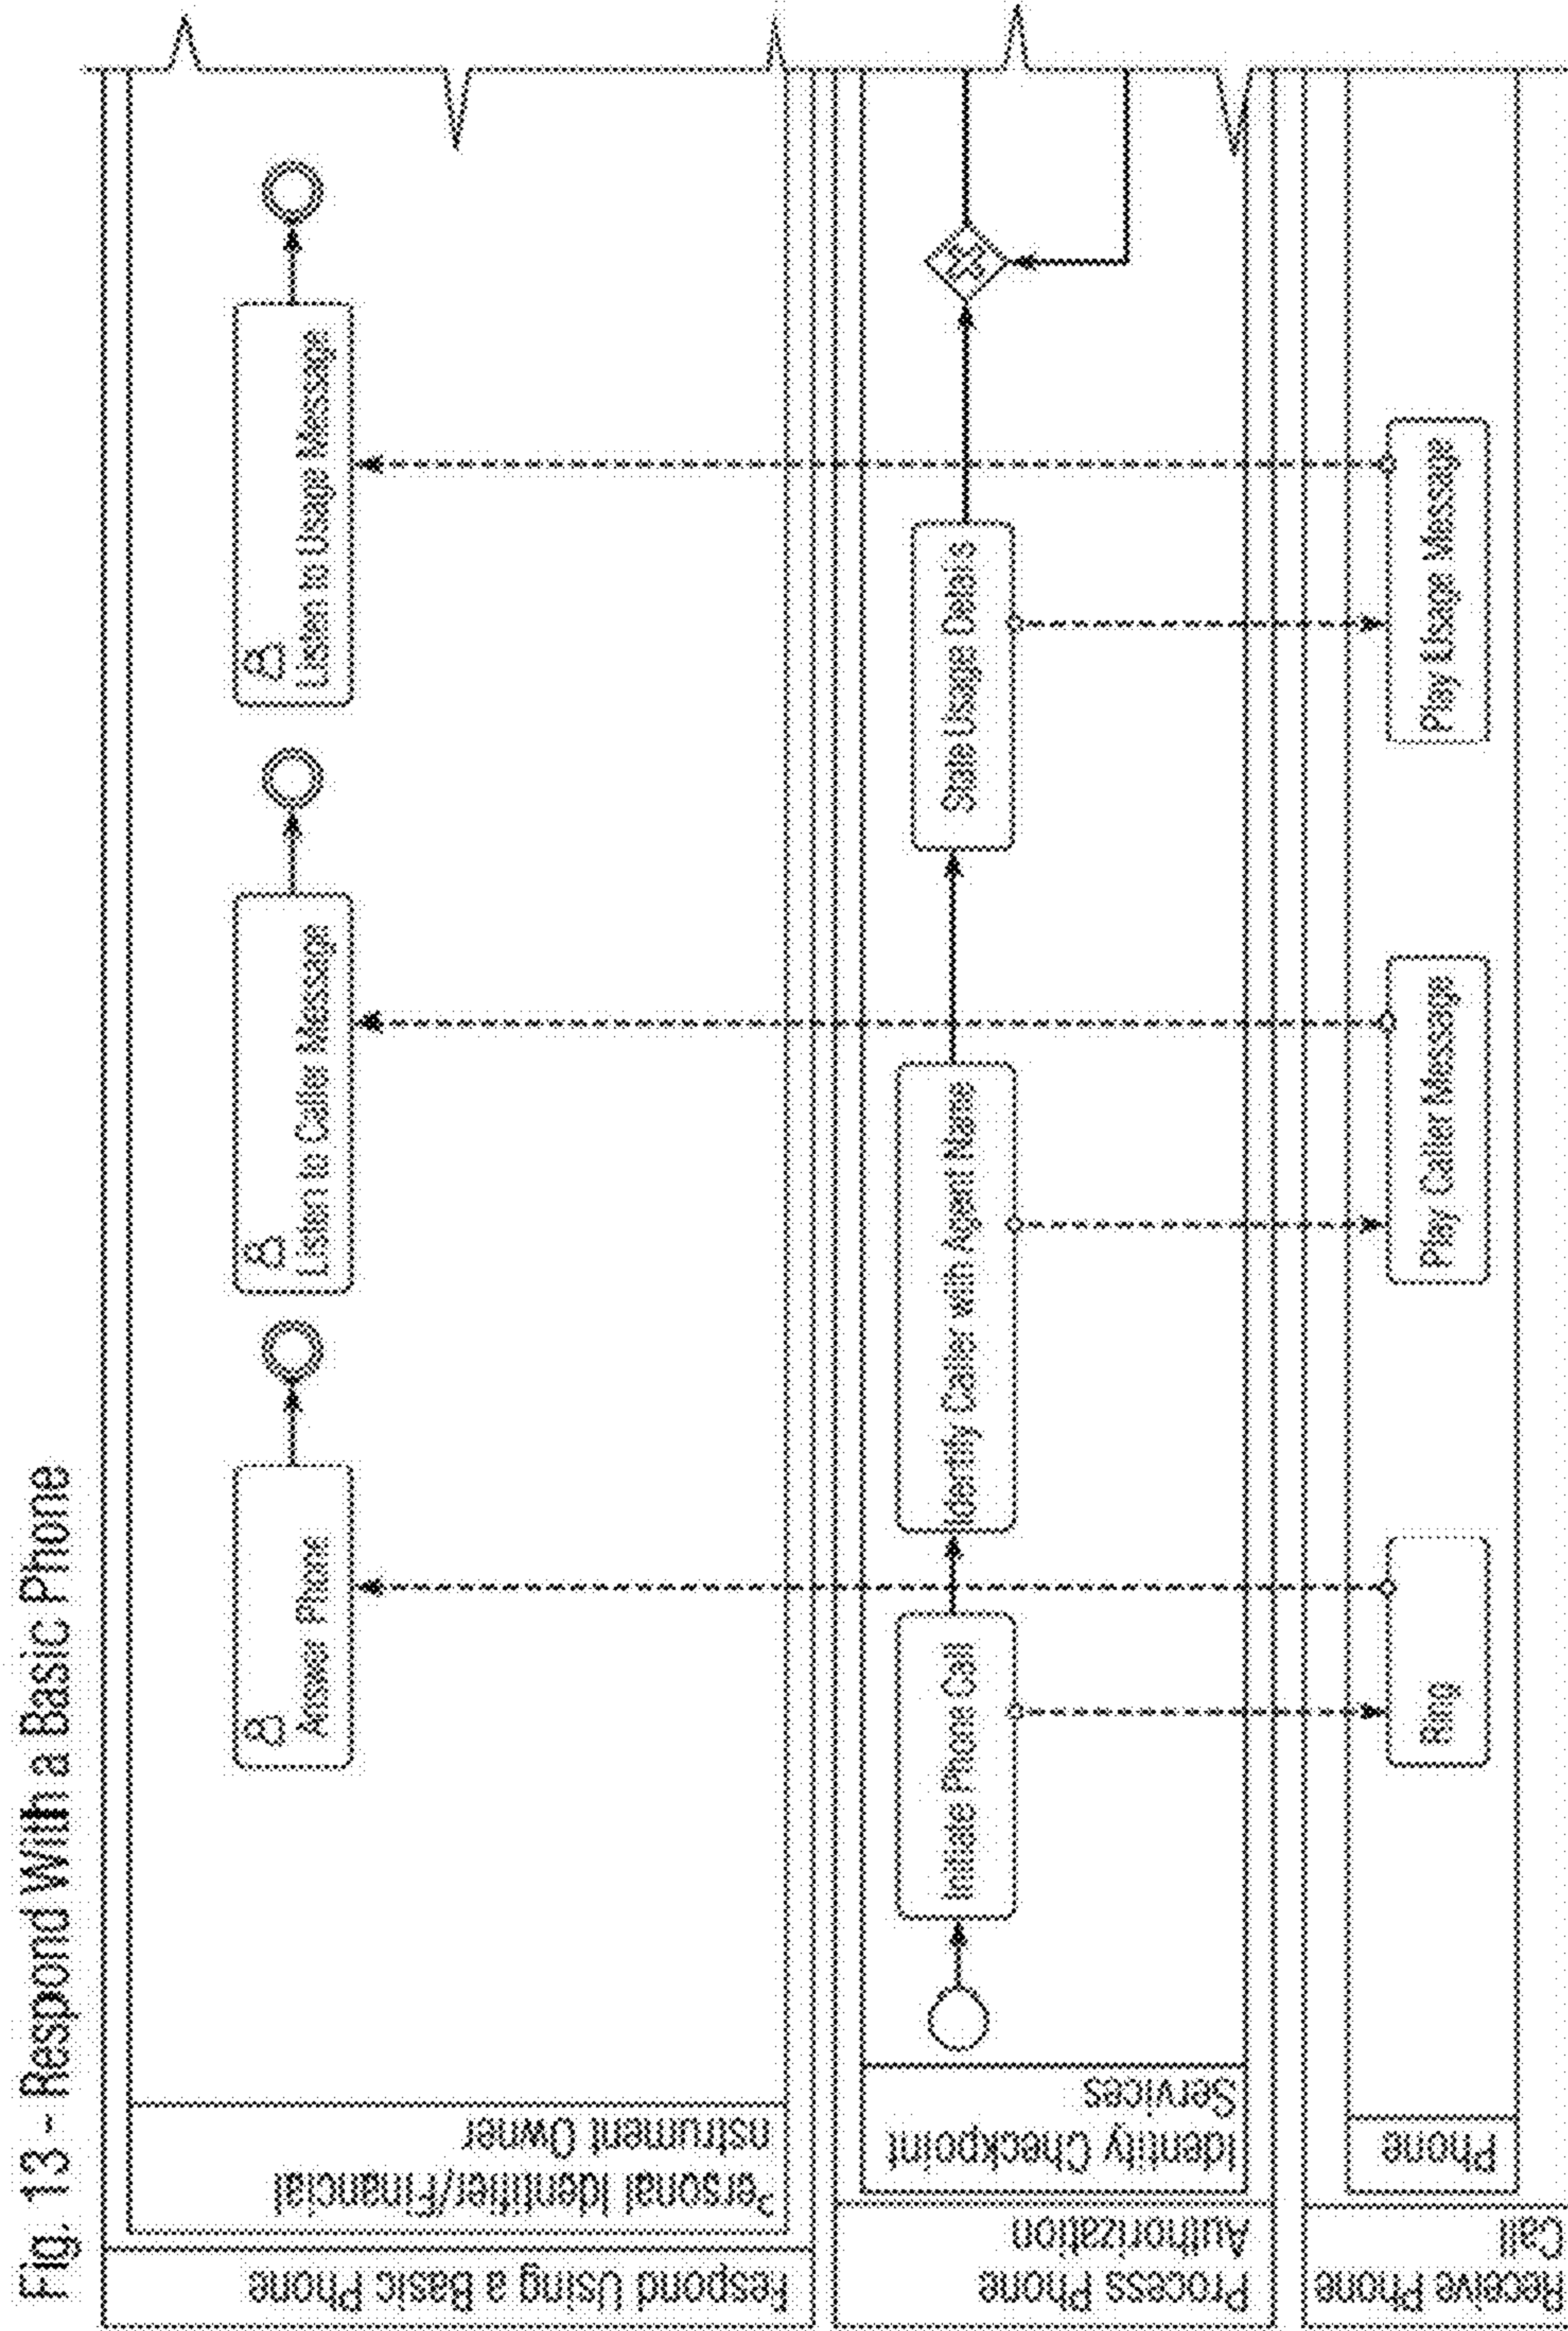 Fig. 13 - Respond With a Basic Phone
Respond Using a Basic Phone
Personal Identifier/Financial
nstrument Owner
Answer Phone
Listen to Caller Message
Listen to Usage Message
Process Phone
Authorization
Identity Checkpoint
Services
Initiate Phone Call
Identify Caller with Agent Name
State Usage Details
Receive Phone
Call
Phone
Ring
Play Caller Message
Play Usage Message